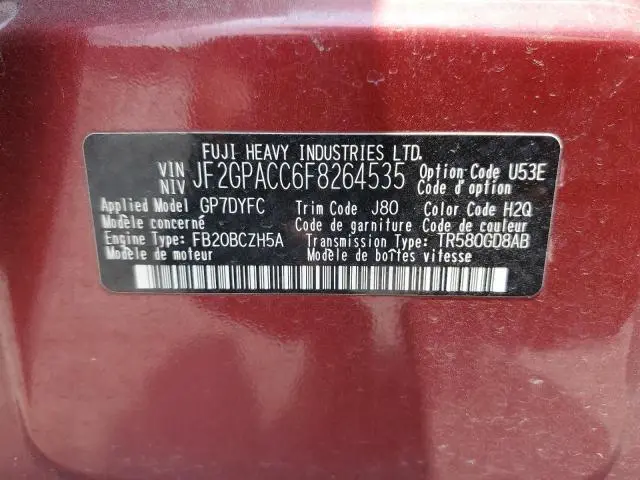 FUJI HEAVY INDUSTRIES LTD.
VIN
NIV JF2GPACC6F8264535 Option Code U53E
Code d'option
Applied Model GP7DYFC Trim Code J80 Color Code H2Q
Modèle concerné Code de garniture Code de couleur
Engine Type: FB20BCZH5A Transmission Type: TR580GD8AB
Modèle de moteur Modèle de boîtes vitesse